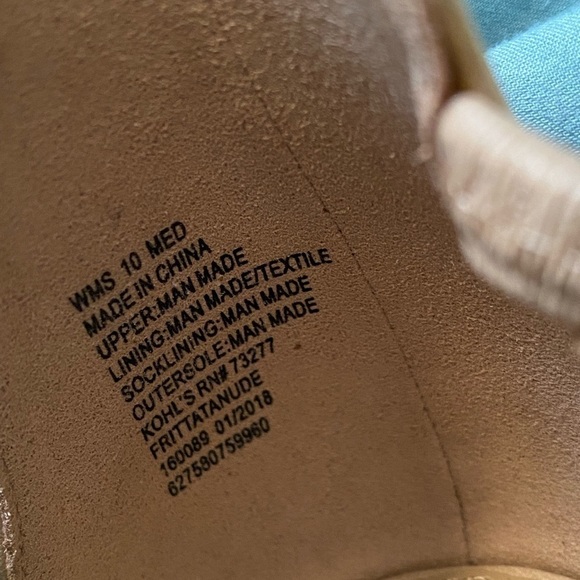 WMS 10 MED
MADE IN CHINA
UPPER:MAN MADE
LINING:MAN MADE/TEXTILE
SOCKLINING:MAN MADE
OUTERSOLE:MAN MADE
KOHL'S RN# 73277
FRITTATANUDE
160089 01/2018
627580759960